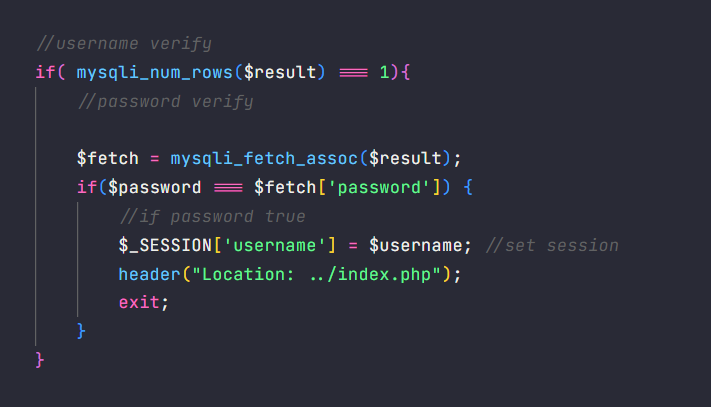 //username verify
if( mysqli_num_rows($result) === 1){
//password verify
$fetch = mysqli_fetch_assoc($result);
if($password === $fetch['password']) {
//if password true
$_SESSION['username'] = $username; //set session
header("Location: ../index.php");
exit;
}
}